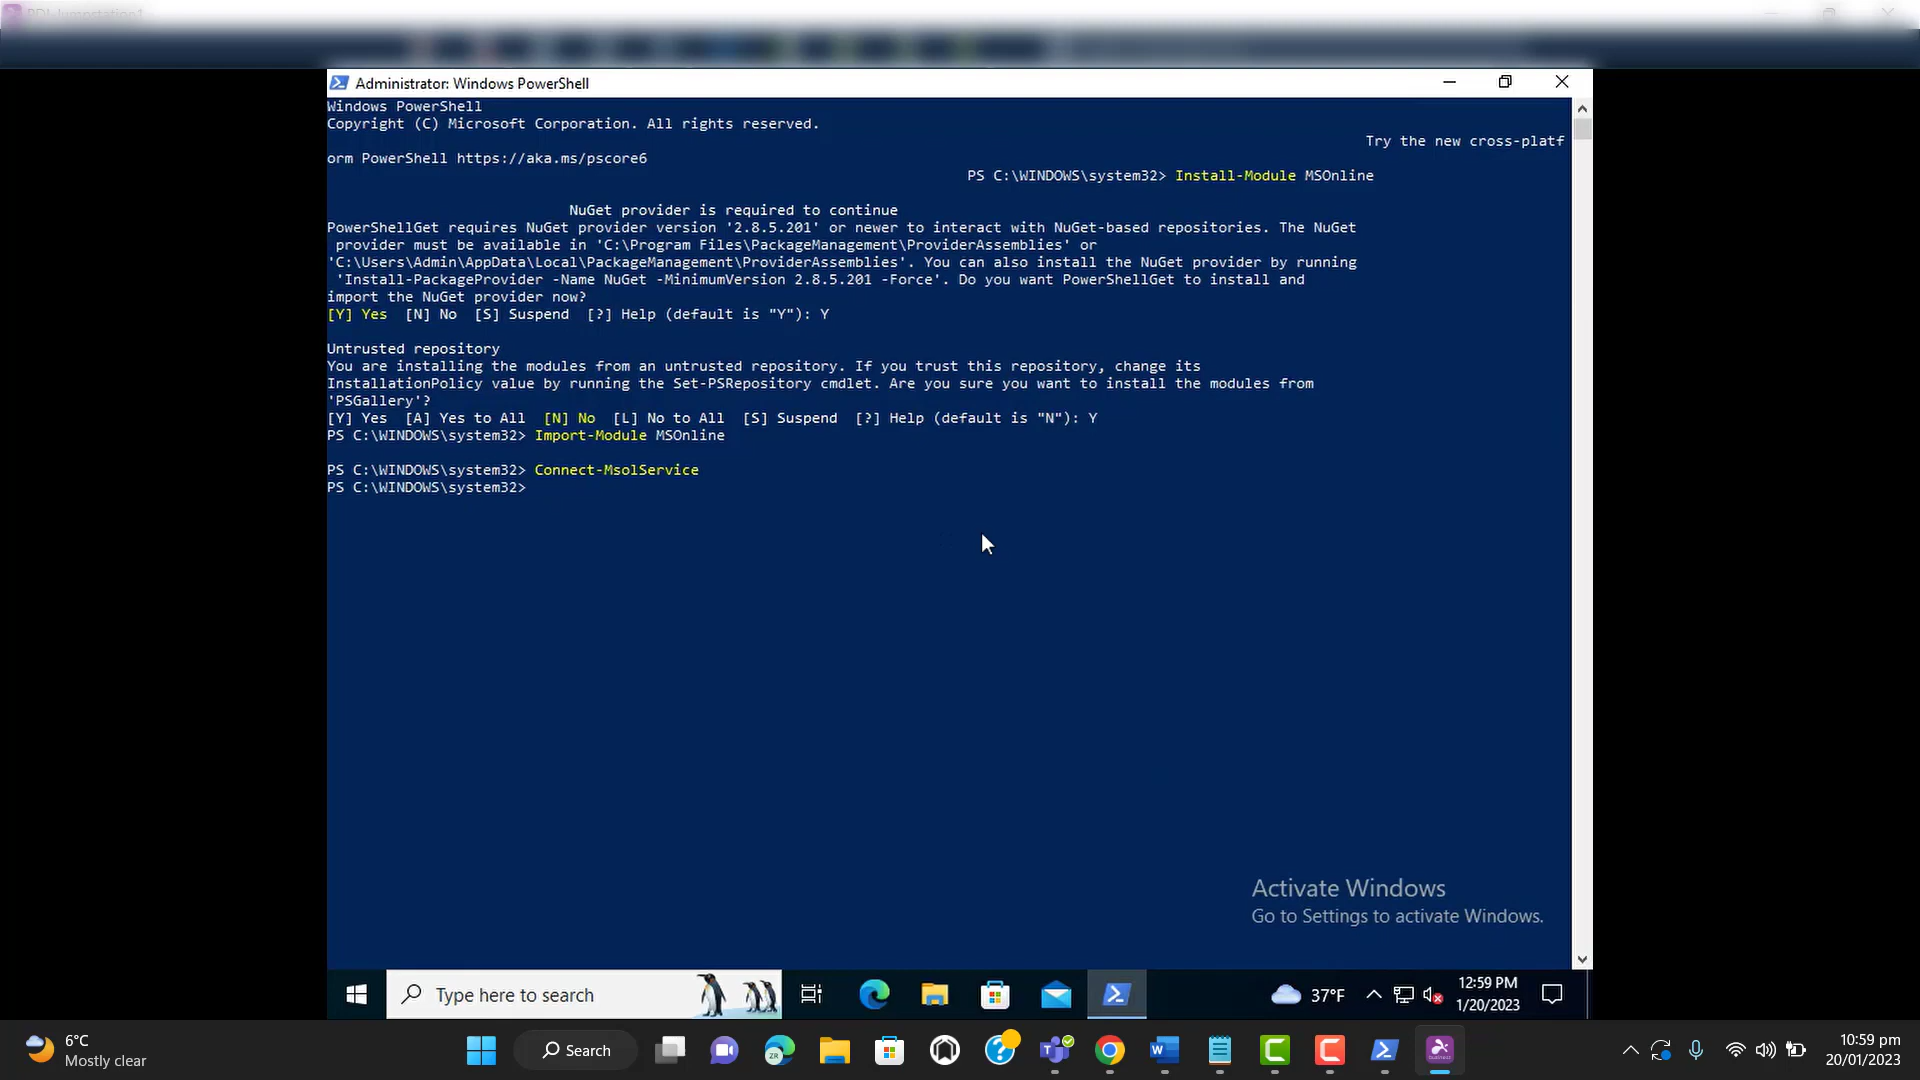 Administrator: Windows PowerShell
Windows PowerShell
Copyright (C) Microsoft Corporation. All rights reserved.
Try the new cross-platf
orm PowerShell https://aka.ms/pscore6
PS C:\WINDOWS\system32> Install-Module MSOnline
NuGet provider is required to continue
PowerShellGet requires NuGet provider version '2.8.5.201' or newer to interact with NuGet-based repositories. The NuGet
provider must be available in 'C:\Program Files\PackageManagement\ProviderAssemblies' or
'C:\Users\Admin\AppData\Local\PackageManagement\ProviderAssemblies'. You can also install the NuGet provider by running
'Install-PackageProvider -Name NuGet -MinimumVersion 2.8.5.201 -Force'. Do you want PowerShellGet to install and
import the NuGet provider now?
[Y] Yes [N] No [S] Suspend [?] Help (default is "Y"): Y
Untrusted repository
You are installing the modules from an untrusted repository. If you trust this repository, change its
InstallationPolicy value by running the Set-PSRepository cmdlet. Are you sure you want to install the modules from
'PSGallery'?
[Y] Yes [A] Yes to All [N] No [L] No to All [S] Suspend [?] Help (default is "N"): Y
PS C:\WINDOWS\system32> Import-Module MSOnline
PS C:\WINDOWS\system32> Connect-MsolService
PS C:\WINDOWS\system32>
Activate Windows
Go to Settings to activate Windows.
Type here to search
37°F
12:59 PM
1/20/2023
6°C
Mostly clear
Search
ZR
10:59 pm
20/01/2023